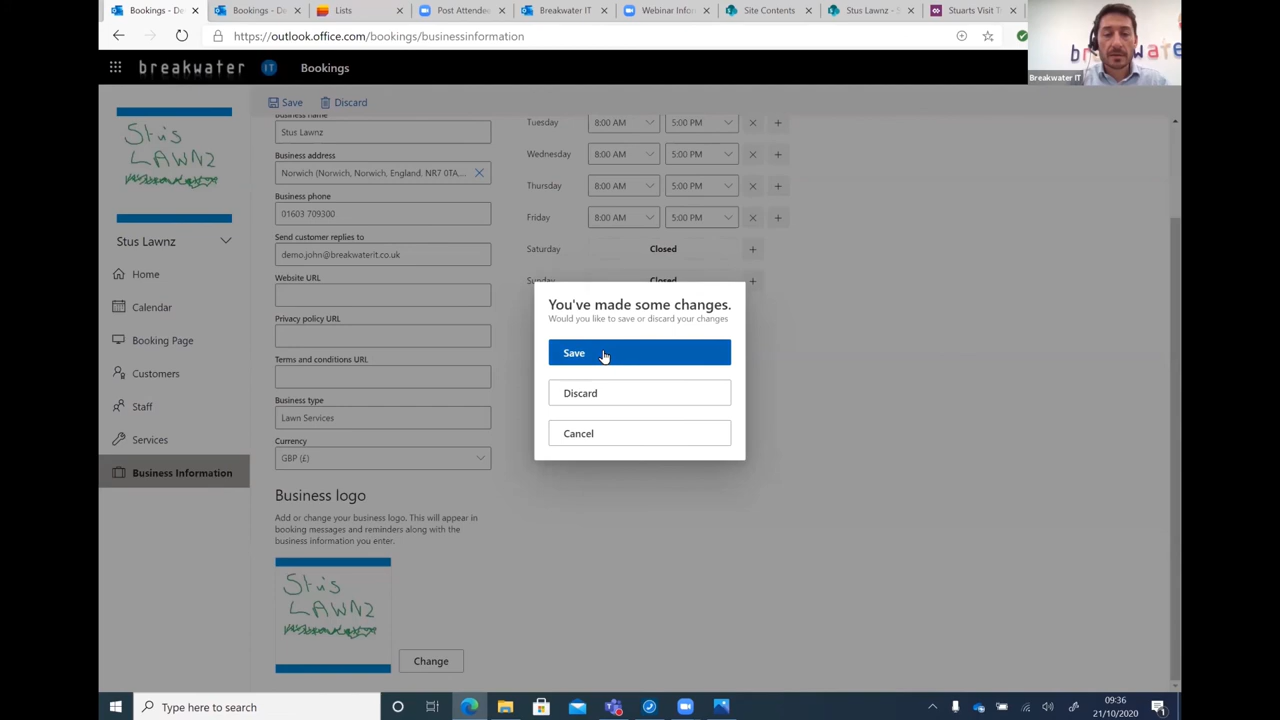 Bookings - De
Bookings - De
Lists
Post Attendee
Breakwater IT
Webinar Infor
Site Contents
Stus Lawnz - S
Stuarts Visit T
https://outlook.office.com/bookings/businessinformation
breakwater IT Bookings
Breakwater IT
Stus
LAWNZ
Stus Lawnz
Home
Calendar
Booking Page
Customers
Staff
Services
Business Information
Save Discard
Business name
Stus Lawnz
Business address
Norwich (Norwich, Norwich, England, NR7 0TA,...
Business phone
01603 709300
Send customer replies to
demo.john@breakwaterit.co.uk
Website URL
Privacy policy URL
Terms and conditions URL
Business type
Lawn Services
Currency
GBP (£)
Business logo
Add or change your business logo. This will appear
in booking messages and reminders along with the
business information you enter.
Stus
LAWNZ
Change
Tuesday 8:00 AM 5:00 PM
Wednesday 8:00 AM 5:00 PM
Thursday 8:00 AM 5:00 PM
Friday 8:00 AM 5:00 PM
Saturday Closed
Sunday Closed
You've made some changes.
Would you like to save or discard your changes
Save
Discard
Cancel
Type here to search
09:36
21/10/2020